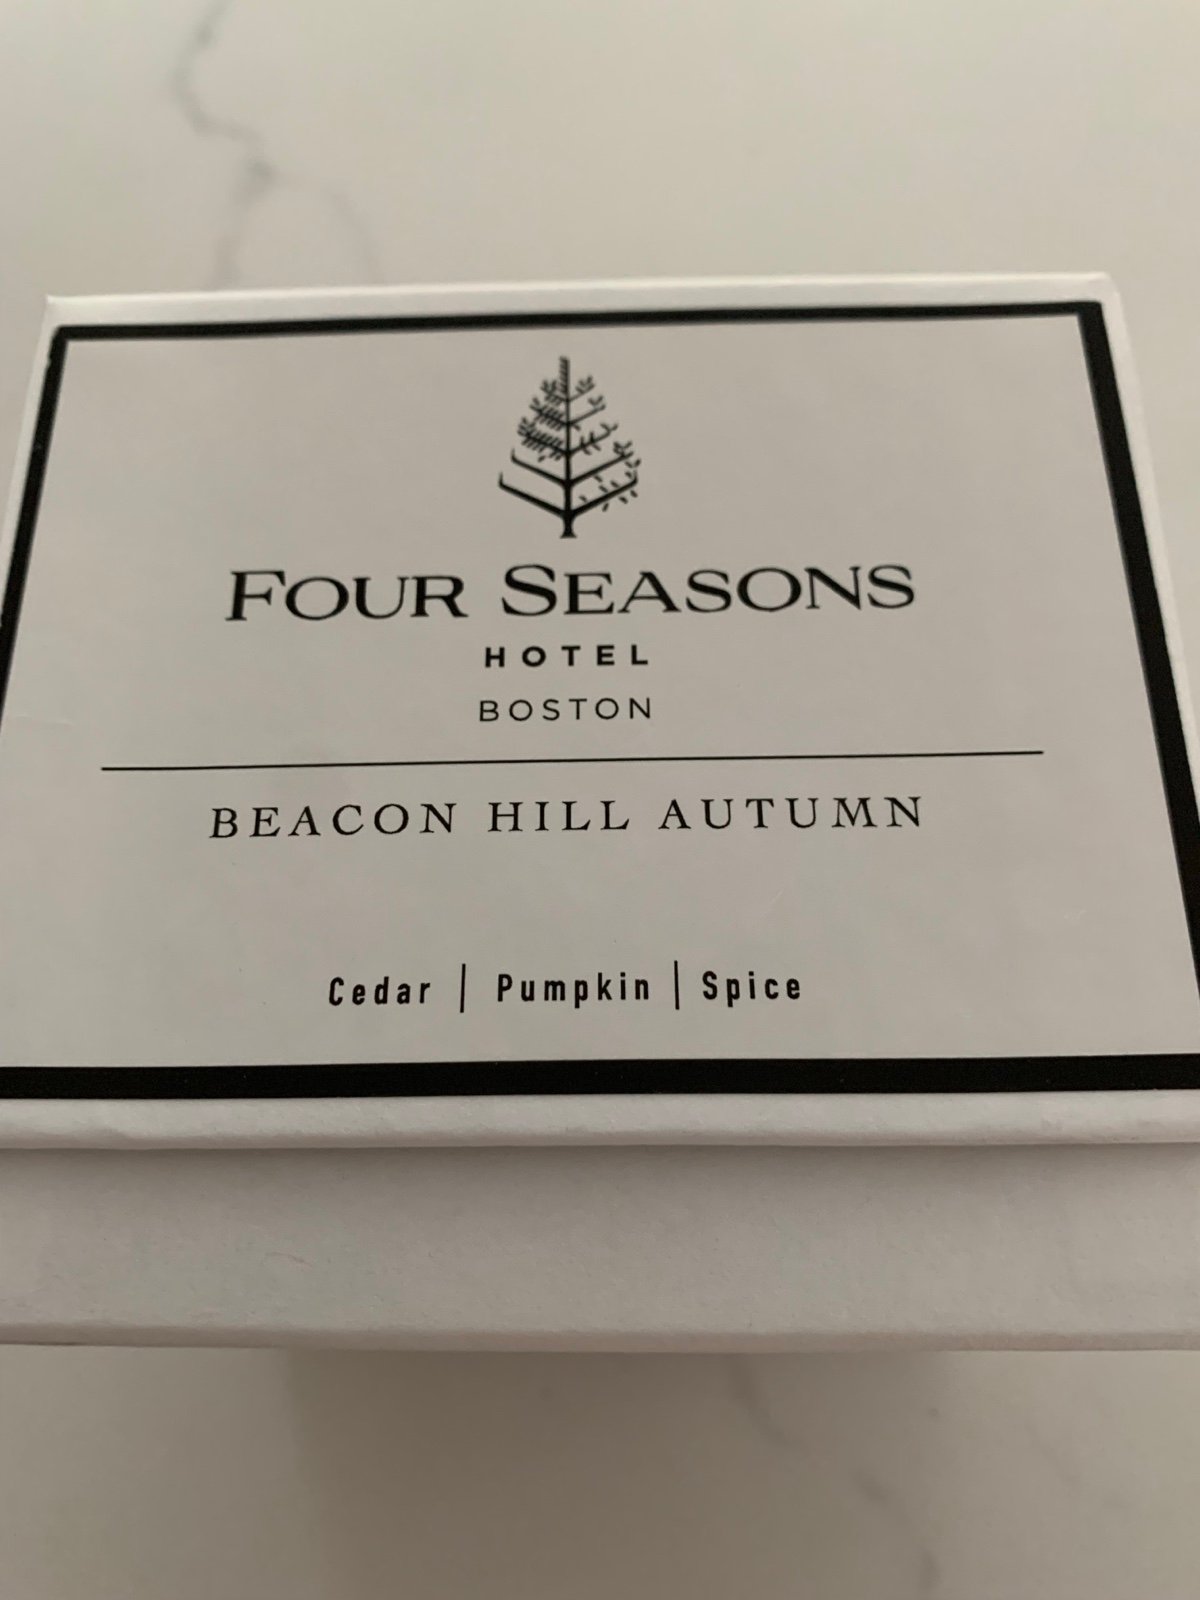 FOUR SEASONS
HOTEL
BOSTON
BEACON HILL AUTUMN
Cedar | Pumpkin | Spice